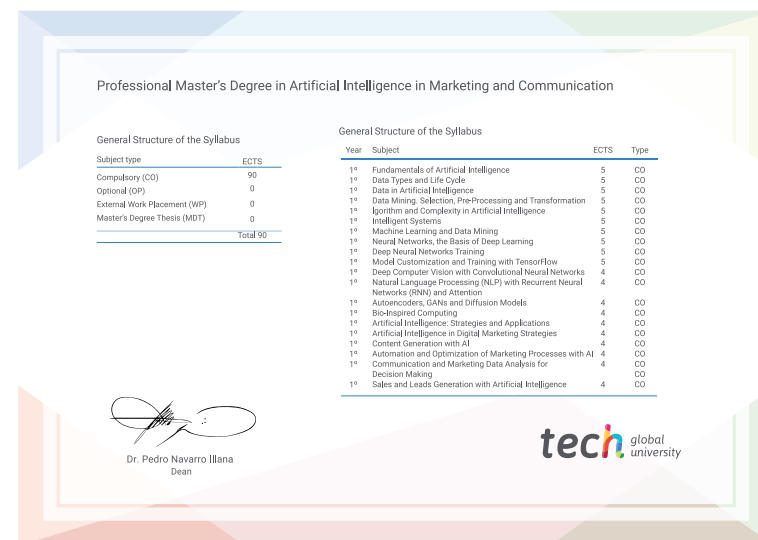 Professional Master's Degree in Artificial Intelligence in Marketing and Communication
General Structure of the Syllabus
Subject type ECTS
Compulsory (CO) 90
Optional (OP) 0
External Work Placement (WP) 0
Master's Degree Thesis (MDT) 0
Total 90
General Structure of the Syllabus
Year Subject ECTS Type
1º Fundamentals of Artificial Intelligence 5 CO
1º Data Types and Life Cycle 5 CO
1º Data in Artificial Intelligence 5 CO
1º Data Mining. Selection, Pre-Processing and Transformation 5 CO
1º lgorithm and Complexity in Artificial Intelligence 5 CO
1º Intelligent Systems 5 CO
1º Machine Learning and Data Mining 5 CO
1º Neural Networks, the Basis of Deep Learning 5 CO
1º Deep Neural Networks Training 5 CO
1º Model Customization and Training with TensorFlow 5 CO
1º Deep Computer Vision with Convolutional Neural Networks 4 CO
1º Natural Language Processing (NLP) with Recurrent Neural 4 CO
Networks (RNN) and Attention
1º Autoencoders, GANs and Diffusion Models 4 CO
1º Bio-Inspired Computing 4 CO
1º Artificial Intelligence: Strategies and Applications 4 CO
1º Artificial Intelligence in Digital Marketing Strategies 4 CO
1º Content Generation with AI 4 CO
1º Automation and Optimization of Marketing Processes with AI 4 CO
1º Communication and Marketing Data Analysis for 4 CO
Decision Making CO
1º Sales and Leads Generation with Artificial Intelligence 4 CO
Dr. Pedro Navarro Illana
Dean
tech global
university